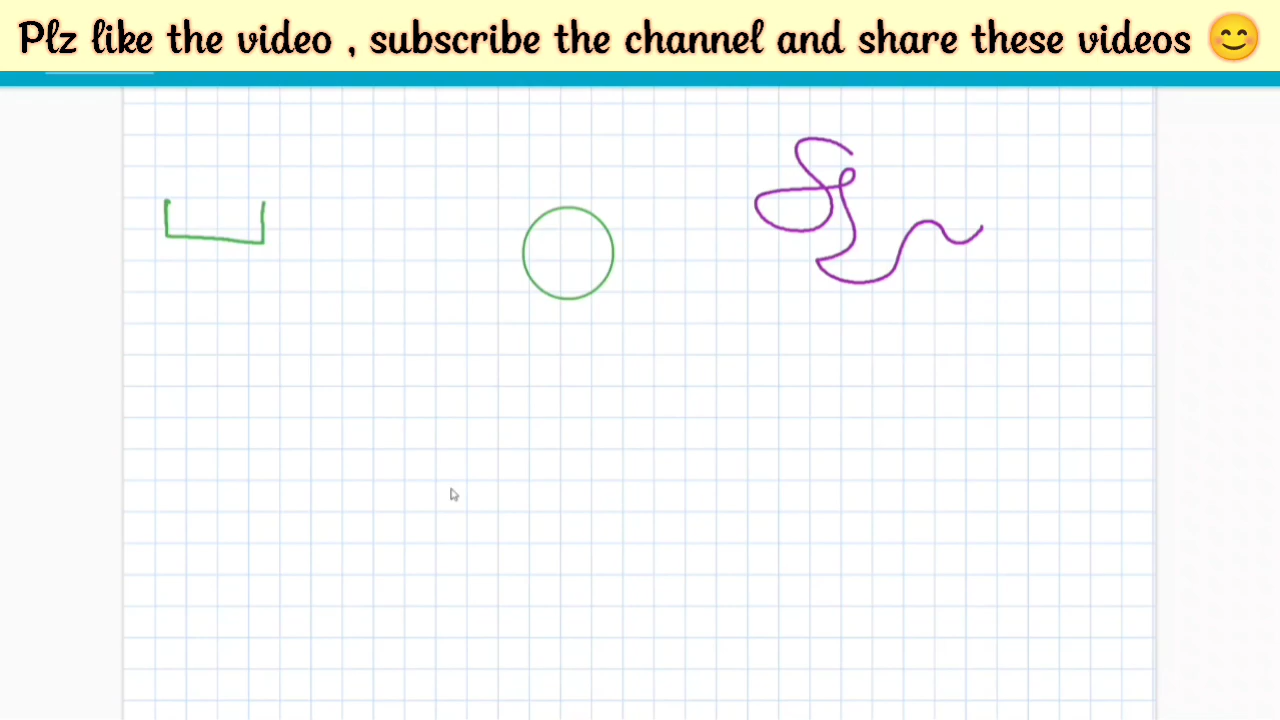 Plz like the video , subscribe the channel and share these videos 😊